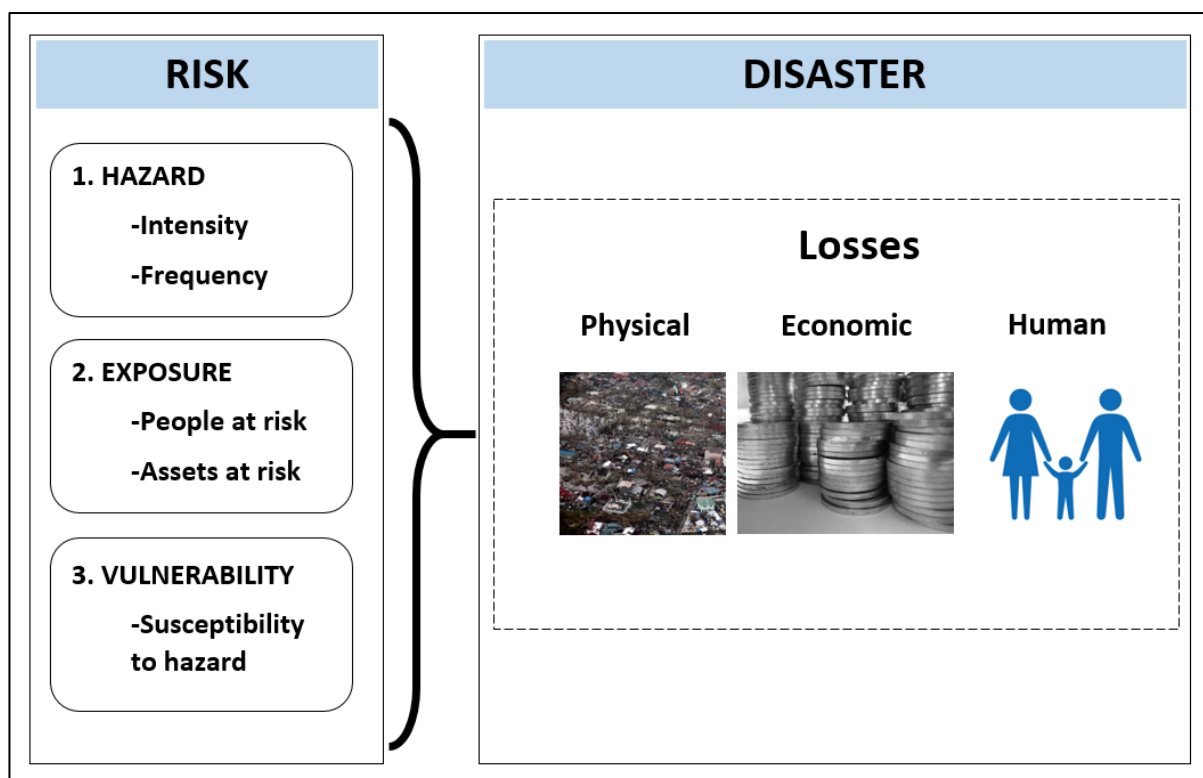 RISK
1. HAZARD
-Intensity
-Frequency
2. EXPOSURE
-People at risk
-Assets at risk
3. VULNERABILITY
-Susceptibility
to hazard
DISASTER
Losses
Physical
Economic
Human